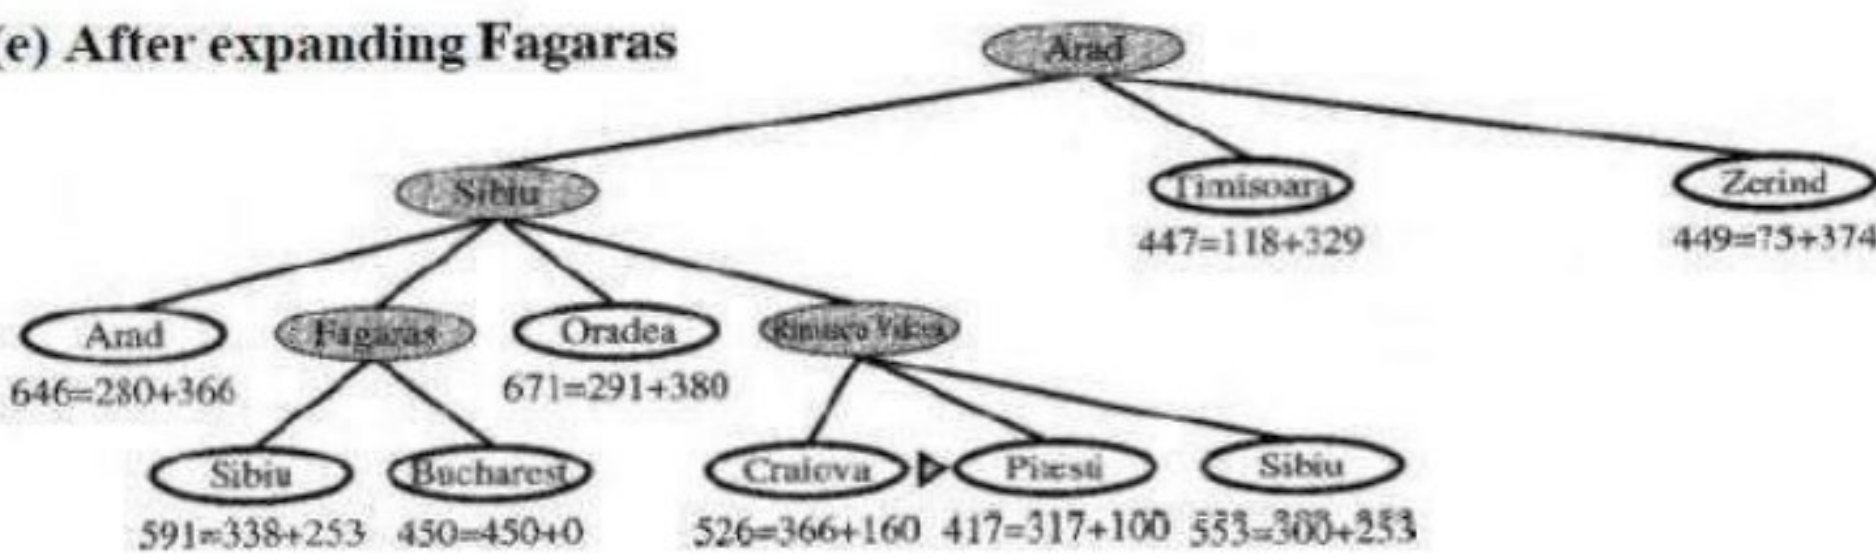 (e) After expanding Fagaras
Arad
Sibiu
Timisoara
Zerind
447=118+329
449=75+374
Arad
Fagaras
Oradea
Rimnicu Vilcea
646=280+366
671=291+380
Sibiu
Bucharest
Craiova
Pitesti
Sibiu
591=338+253
450=450+0
526=366+160
417=317+100
553=300+253